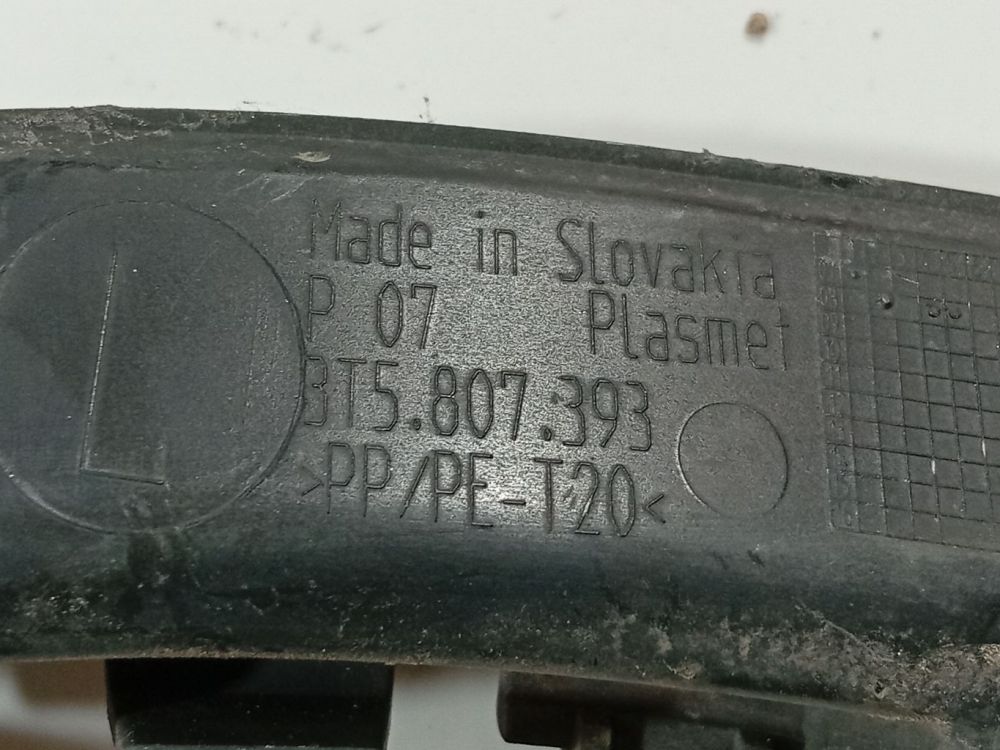 L
Made in Slovakia
P 07 Plasmet
3T5.807.393
>PP/PE-T20<